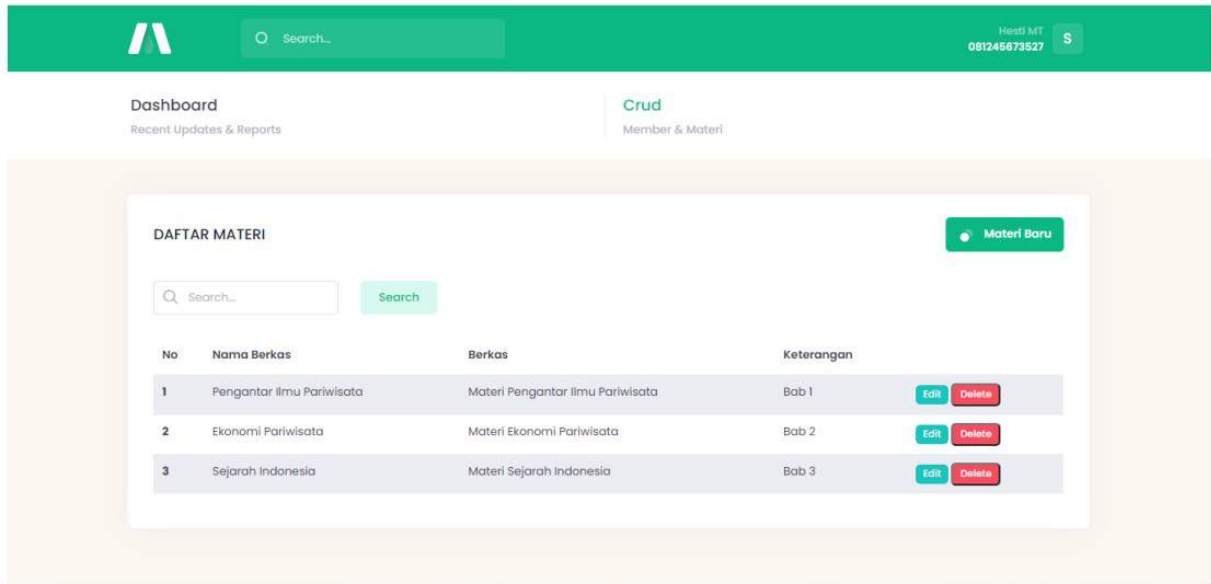 Search...
Hesti MT
081245673527
S
Dashboard
Recent Updates & Reports
Crud
Member & Materi
DAFTAR MATERI
Materi Baru
Search...
Search
No Nama Berkas Berkas Keterangan
1 Pengantar Ilmu Pariwisata Materi Pengantar Ilmu Pariwisata Bab 1 Edit Delete
2 Ekonomi Pariwisata Materi Ekonomi Pariwisata Bab 2 Edit Delete
3 Sejarah Indonesia Materi Sejarah Indonesia Bab 3 Edit Delete